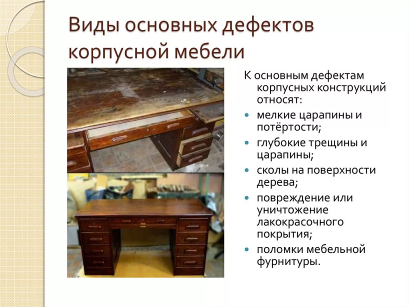 Виды основных дефектов
корпусной мебели
К основным дефектам
корпусных конструкций
относят:
мелкие царапины и
потёртости;
глубокие трещины и
царапины;
сколы на поверхности
дерева;
повреждение или
уничтожение
лакокрасочного
покрытия;
поломки мебельной
фурнитуры.